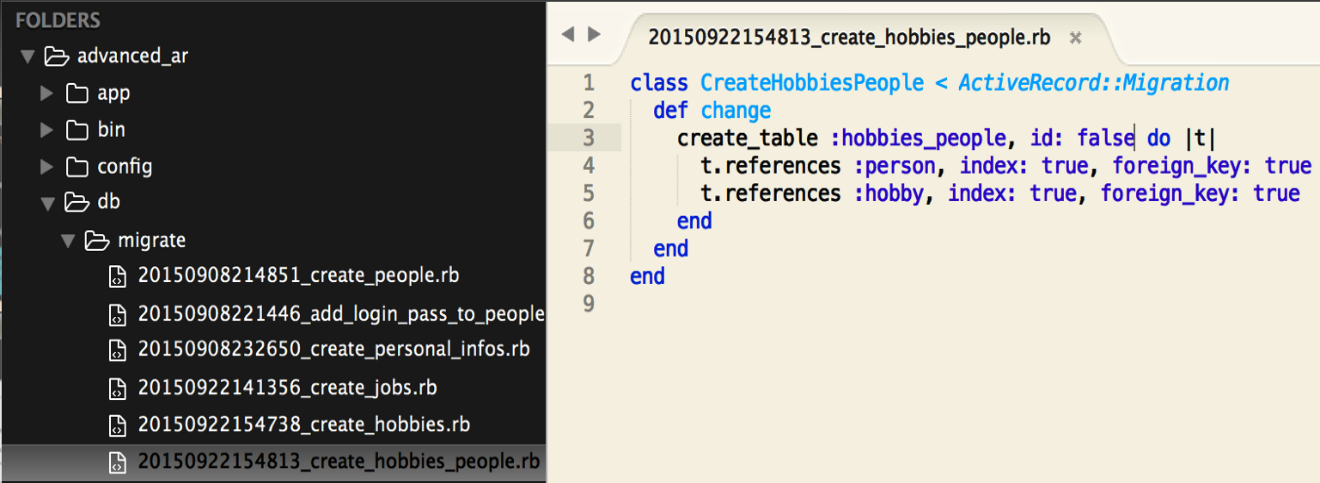 FOLDERS
advanced_ar
app
bin
config
db
migrate
20150908214851_create_people.rb
20150908221446_add_login_pass_to_people
20150908232650_create_personal_infos.rb
20150922141356_create_jobs.rb
20150922154738_create_hobbies.rb
20150922154813_create_hobbies_people.rb
20150922154813_create_hobbies_people.rb ×
1 class CreateHobbiesPeople < ActiveRecord::Migration
2   def change
3     create_table :hobbies_people, id: false do |t|
4       t.references :person, index: true, foreign_key: true
5       t.references :hobby, index: true, foreign_key: true
6     end
7   end
8 end
9